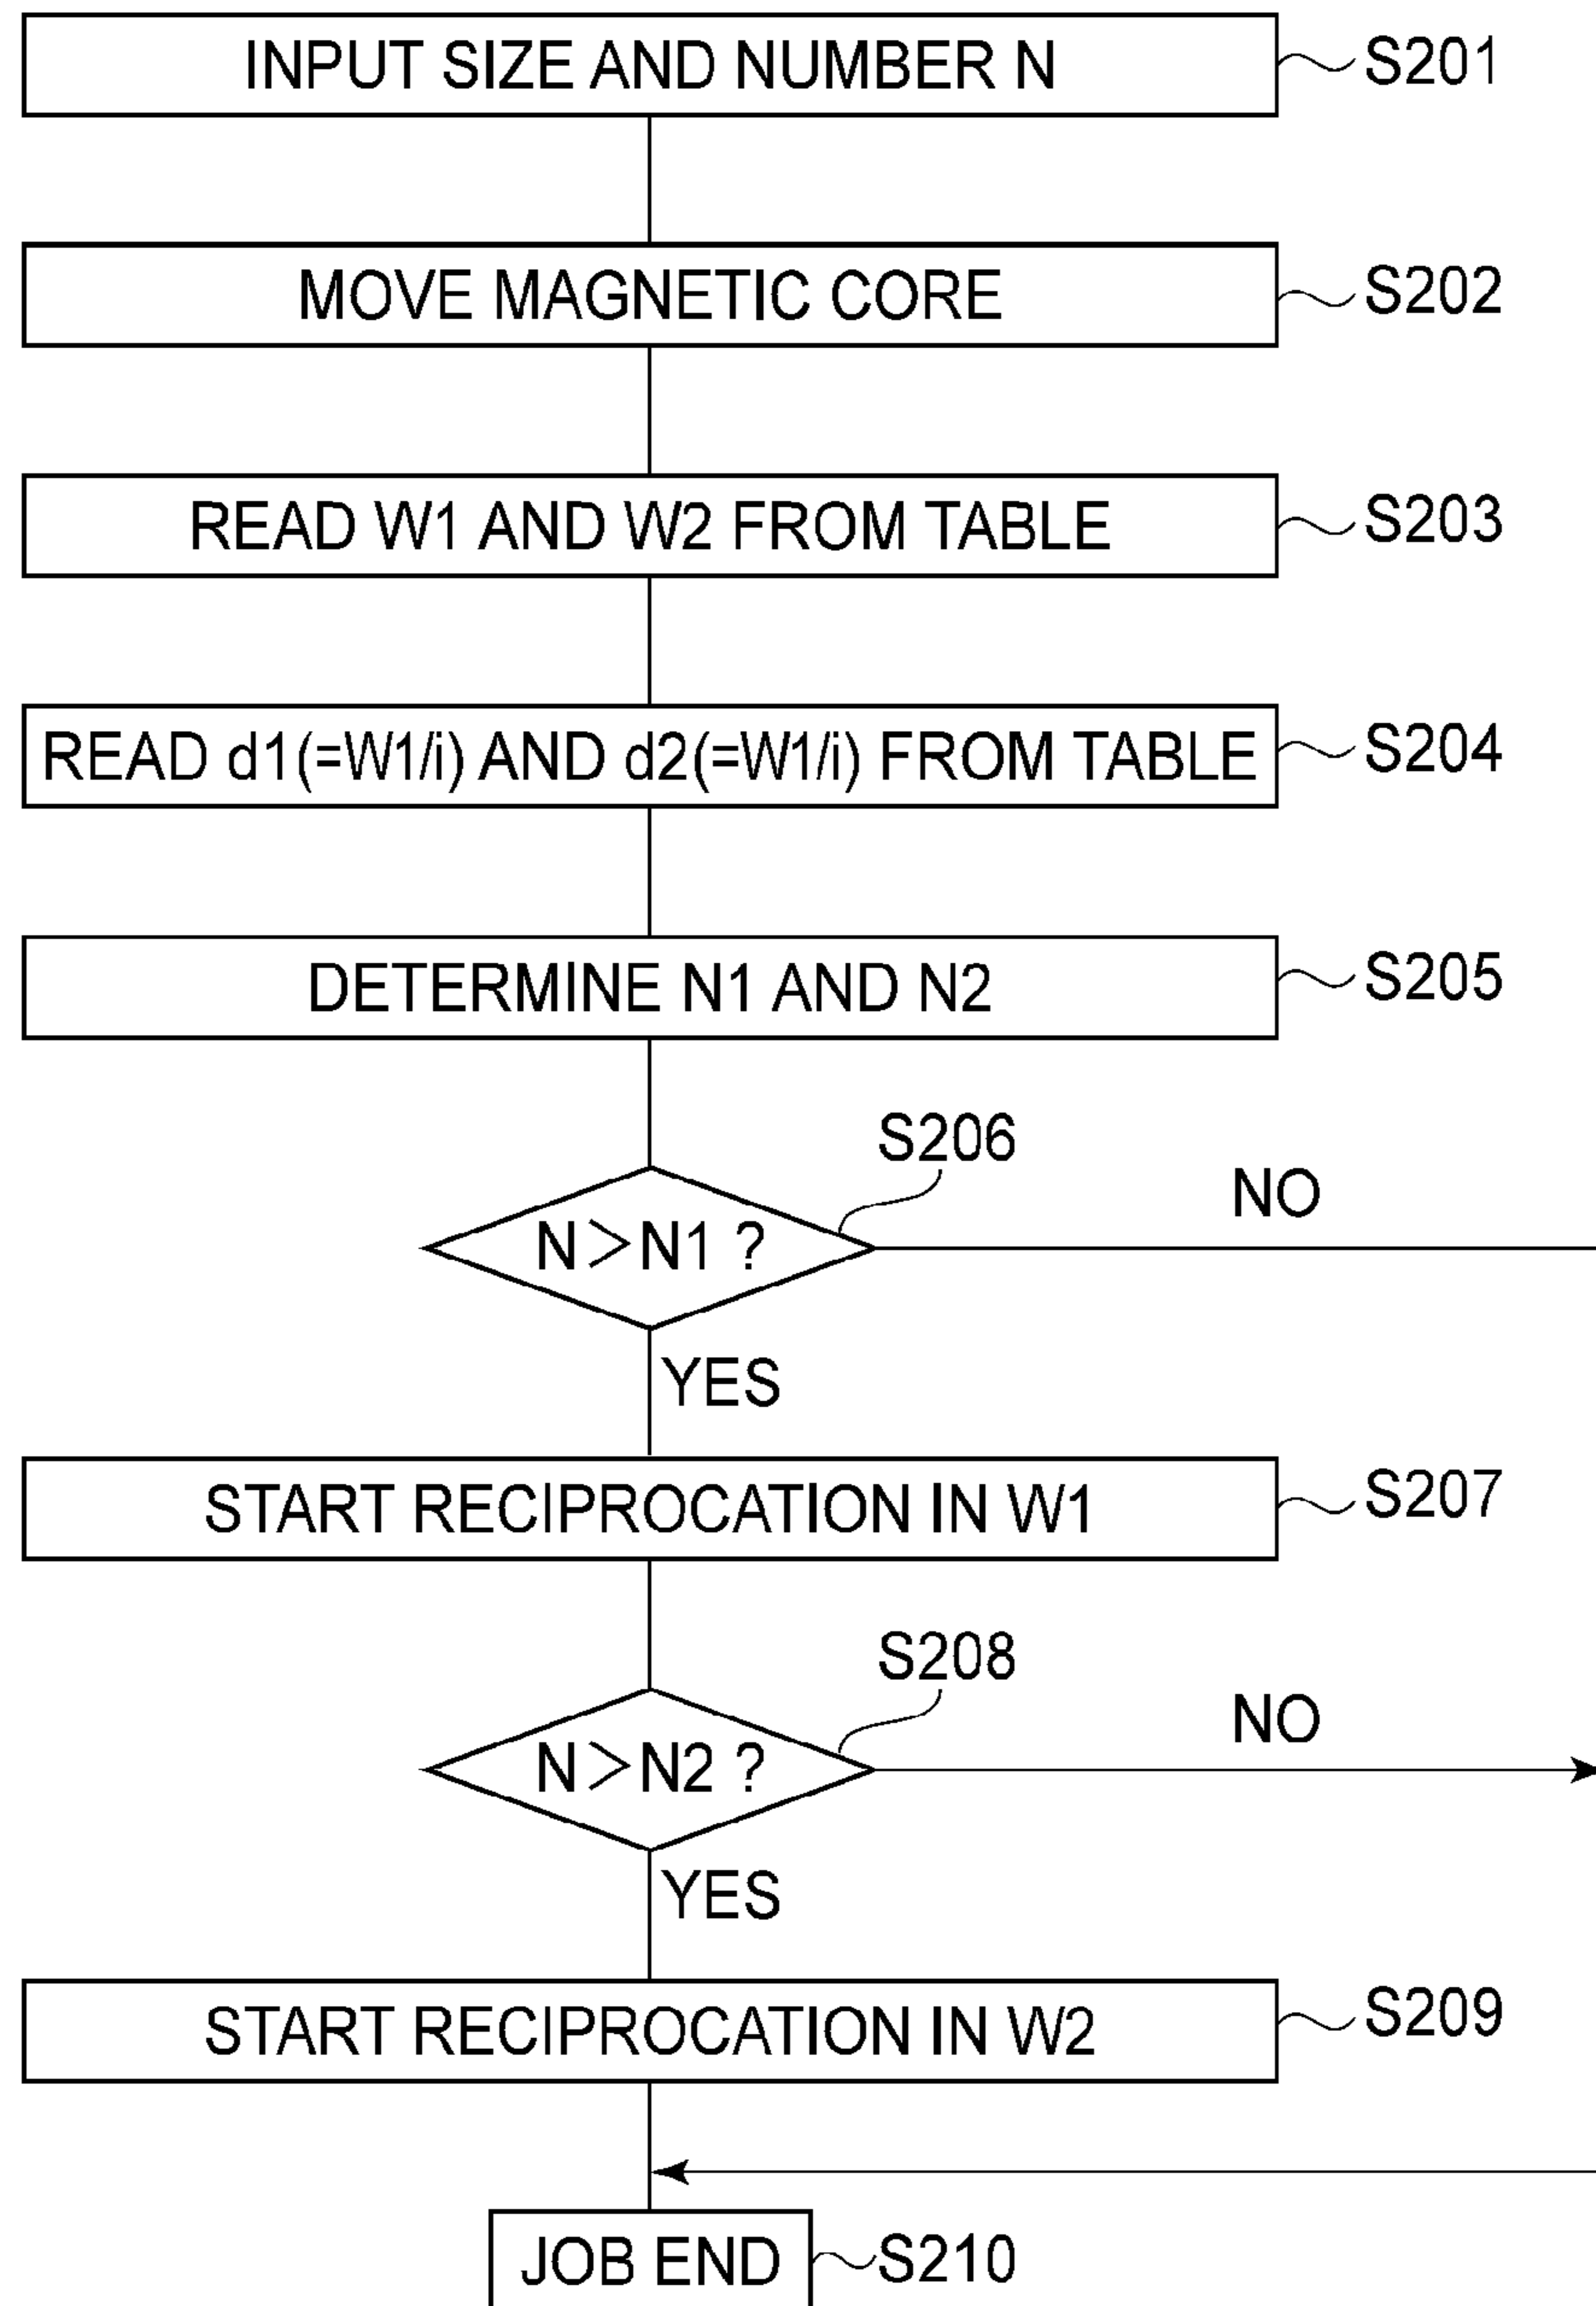 INPUT SIZE AND NUMBER N
S201
MOVE MAGNETIC CORE
S202
READ W1 AND W2 FROM TABLE
S203
READ d1(=W1/i) AND d2(=W1/i) FROM TABLE
S204
DETERMINE N1 AND N2
S205
S206
N>N1 ?
NO
YES
START RECIPROCATION IN W1
S207
S208
N>N2 ?
NO
YES
START RECIPROCATION IN W2
S209
JOB END
S210